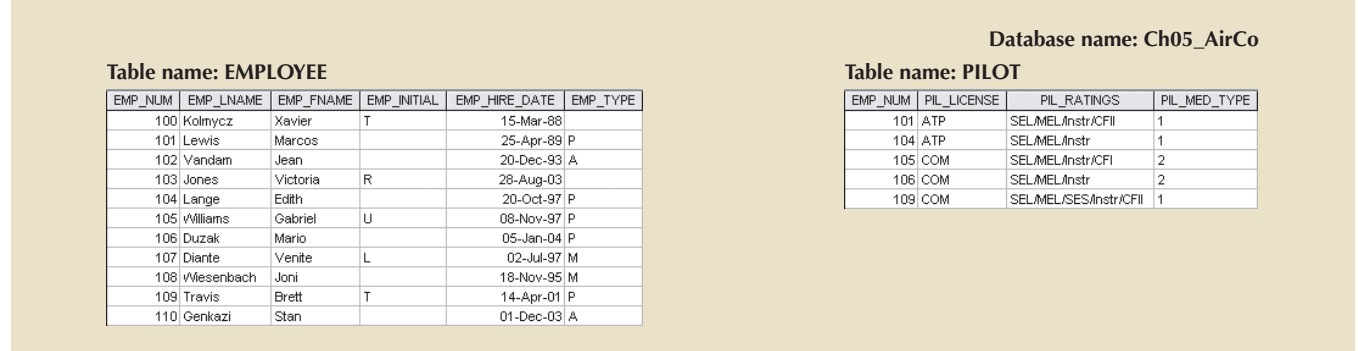 Database name: Ch05_AirCo
Table name: EMPLOYEE
EMP_NUM EMP_LNAME EMP_FNAME EMP_INITIAL EMP_HIRE_DATE EMP_TYPE
100 Kolmycz Xavier T 15-Mar-88
101 Lewis Marcos 25-Apr-89 P
102 Vandam Jean 20-Dec-93 A
103 Jones Victoria R 28-Aug-03
104 Lange Edith 20-Oct-97 P
105 Williams Gabriel U 08-Nov-97 P
106 Duzak Mario 05-Jan-04 P
107 Diante Venite L 02-Jul-97 M
108 Wiesenbach Joni 18-Nov-95 M
109 Travis Brett T 14-Apr-01 P
110 Genkazi Stan 01-Dec-03 A
Table name: PILOT
EMP_NUM PIL_LICENSE PIL_RATINGS PIL_MED_TYPE
101 ATP SEL/MEL/Instr/CFII 1
104 ATP SEL/MEL/Instr 1
105 COM SEL/MEL/Instr/CFI 2
106 COM SEL/MEL/Instr 2
109 COM SEL/MEL/SES/Instr/CFII 1